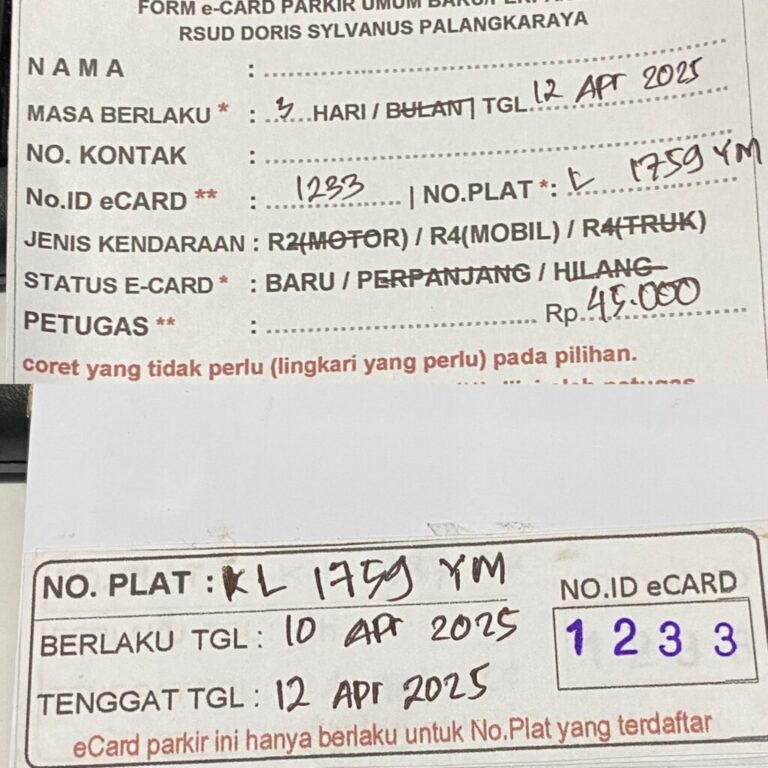 FORM e-CARD PARKIR UMUM
RSUD DORIS SYLVANUS PALANGKARAYA
NAMA :
MASA BERLAKU * : 3 HARI / BULAN | TGL 12 APr 2025
NO. KONTAK :
No.ID eCARD ** : 1233 | NO.PLAT *: L 1759 YM
JENIS KENDARAAN : R2(MOTOR) / R4(MOBIL) / R4(TRUK)
STATUS E-CARD * : BARU / PERPANJANG / HILANG
PETUGAS ** : Rp. 45.000
coret yang tidak perlu (lingkari yang perlu) pada pilihan.
NO. PLAT : KL 1759 YM
BERLAKU TGL : 10 APr 2025
TENGGAT TGL : 12 APr 2025
NO.ID eCARD
1233
eCard parkir ini hanya berlaku untuk No.Plat yang terdaftar